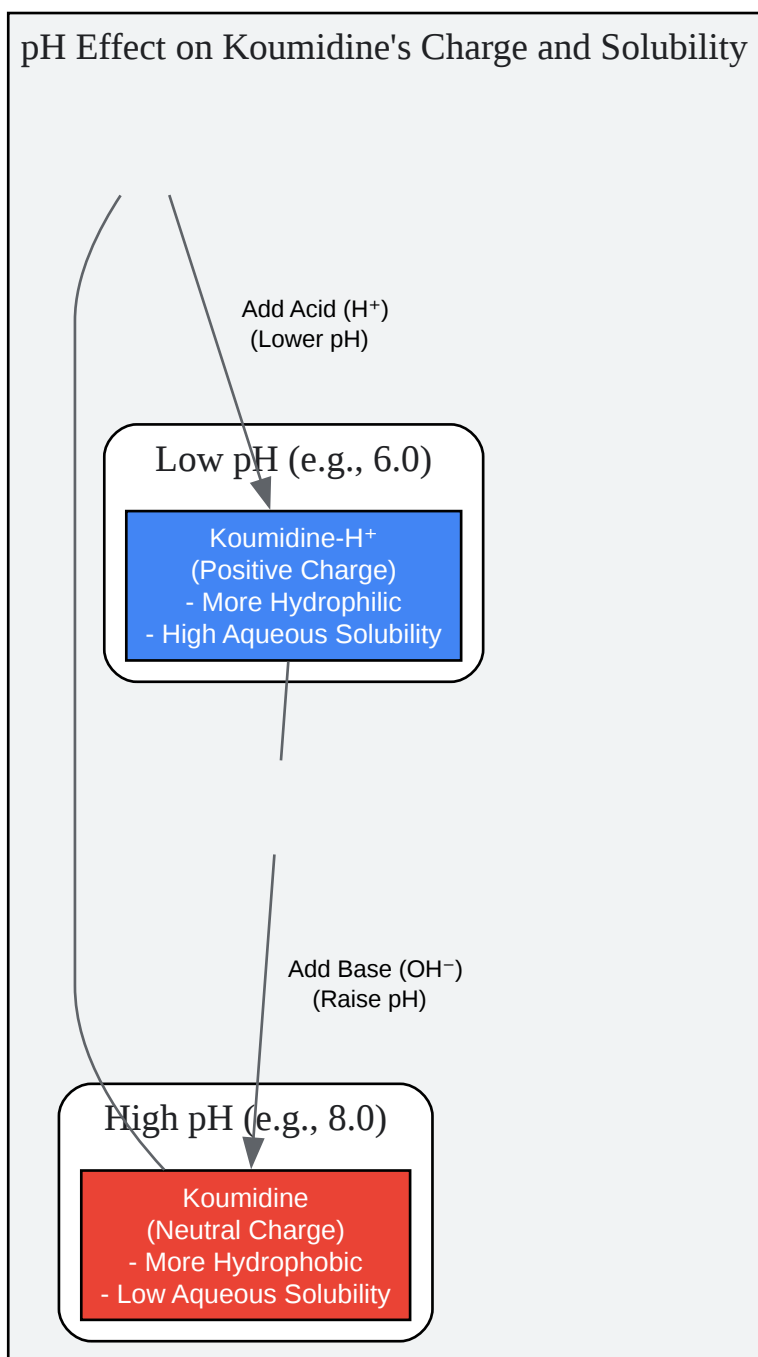 pH Effect on Koumidine's Charge and Solubility
Add Acid (H⁺)
(Lower pH)
Low pH (e.g., 6.0)
Koumidine-H⁺
(Positive Charge)
- More Hydrophilic
- High Aqueous Solubility
Add Base (OH⁻)
(Raise pH)
High pH (e.g., 8.0)
Koumidine
(Neutral Charge)
- More Hydrophobic
- Low Aqueous Solubility